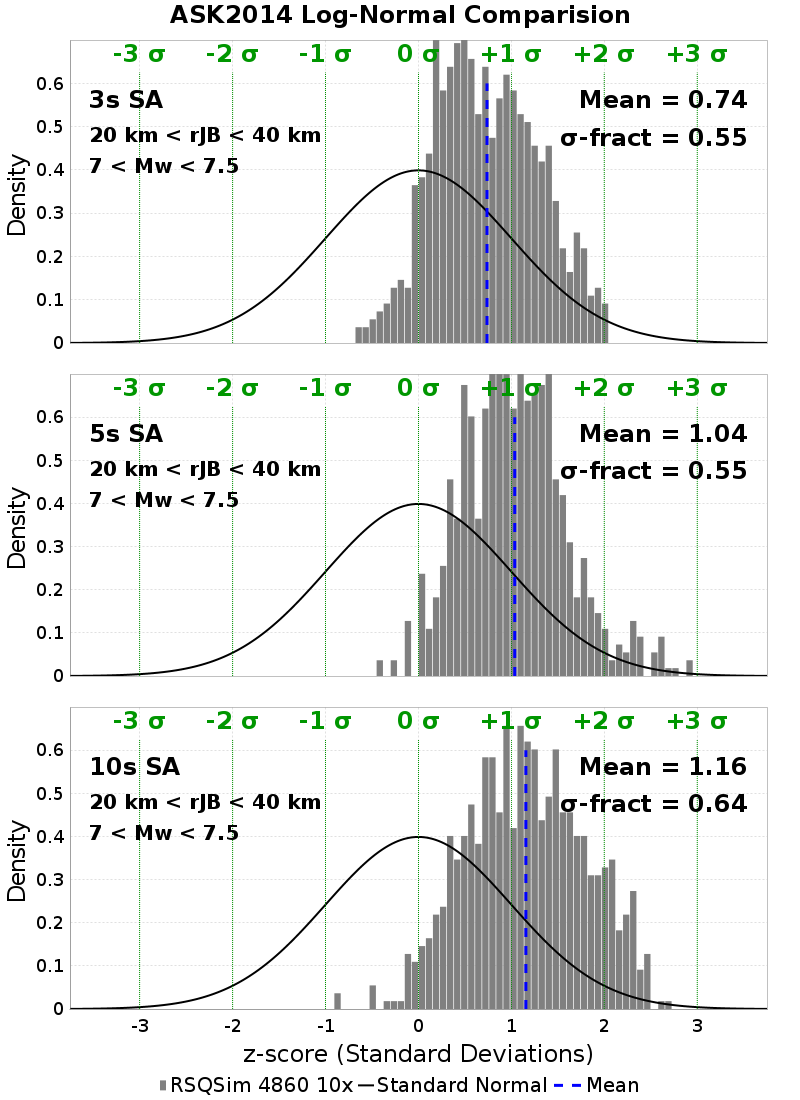 ASK2014 Log-Normal Comparision
-3 σ -2 σ -1 σ 0 σ +1 σ +2 σ +3 σ
3s SA
20 km < rJB < 40 km
7 < Mw < 7.5
Mean = 0.74
σ-fract = 0.55
Density
0.6
0.5
0.4
0.3
0.2
0.1
0
-3 σ -2 σ -1 σ 0 σ +1 σ +2 σ +3 σ
5s SA
20 km < rJB < 40 km
7 < Mw < 7.5
Mean = 1.04
σ-fract = 0.55
Density
0.6
0.5
0.4
0.3
0.2
0.1
0
-3 σ -2 σ -1 σ 0 σ +1 σ +2 σ +3 σ
10s SA
20 km < rJB < 40 km
7 < Mw < 7.5
Mean = 1.16
σ-fract = 0.64
Density
0.6
0.5
0.4
0.3
0.2
0.1
0
-3 -2 -1 0 1 2 3
z-score (Standard Deviations)
RSQSim 4860 10x Standard Normal Mean